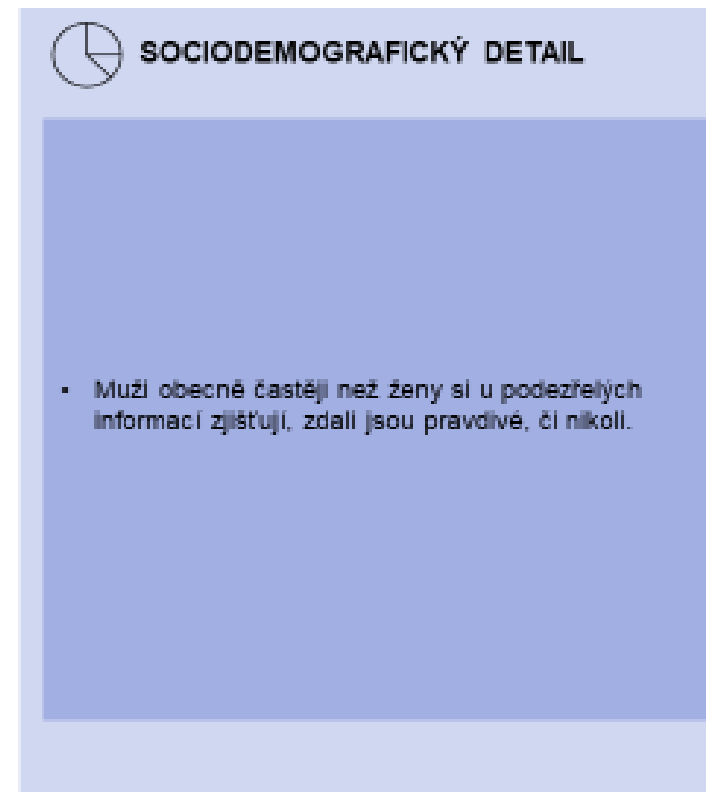 SOCIODEMOGRAFICKÝ DETAIL
▪ Muži obecně častěji než ženy si u podezřelých
informací zjišťují, zdali jsou pravdivé, či nikoli.